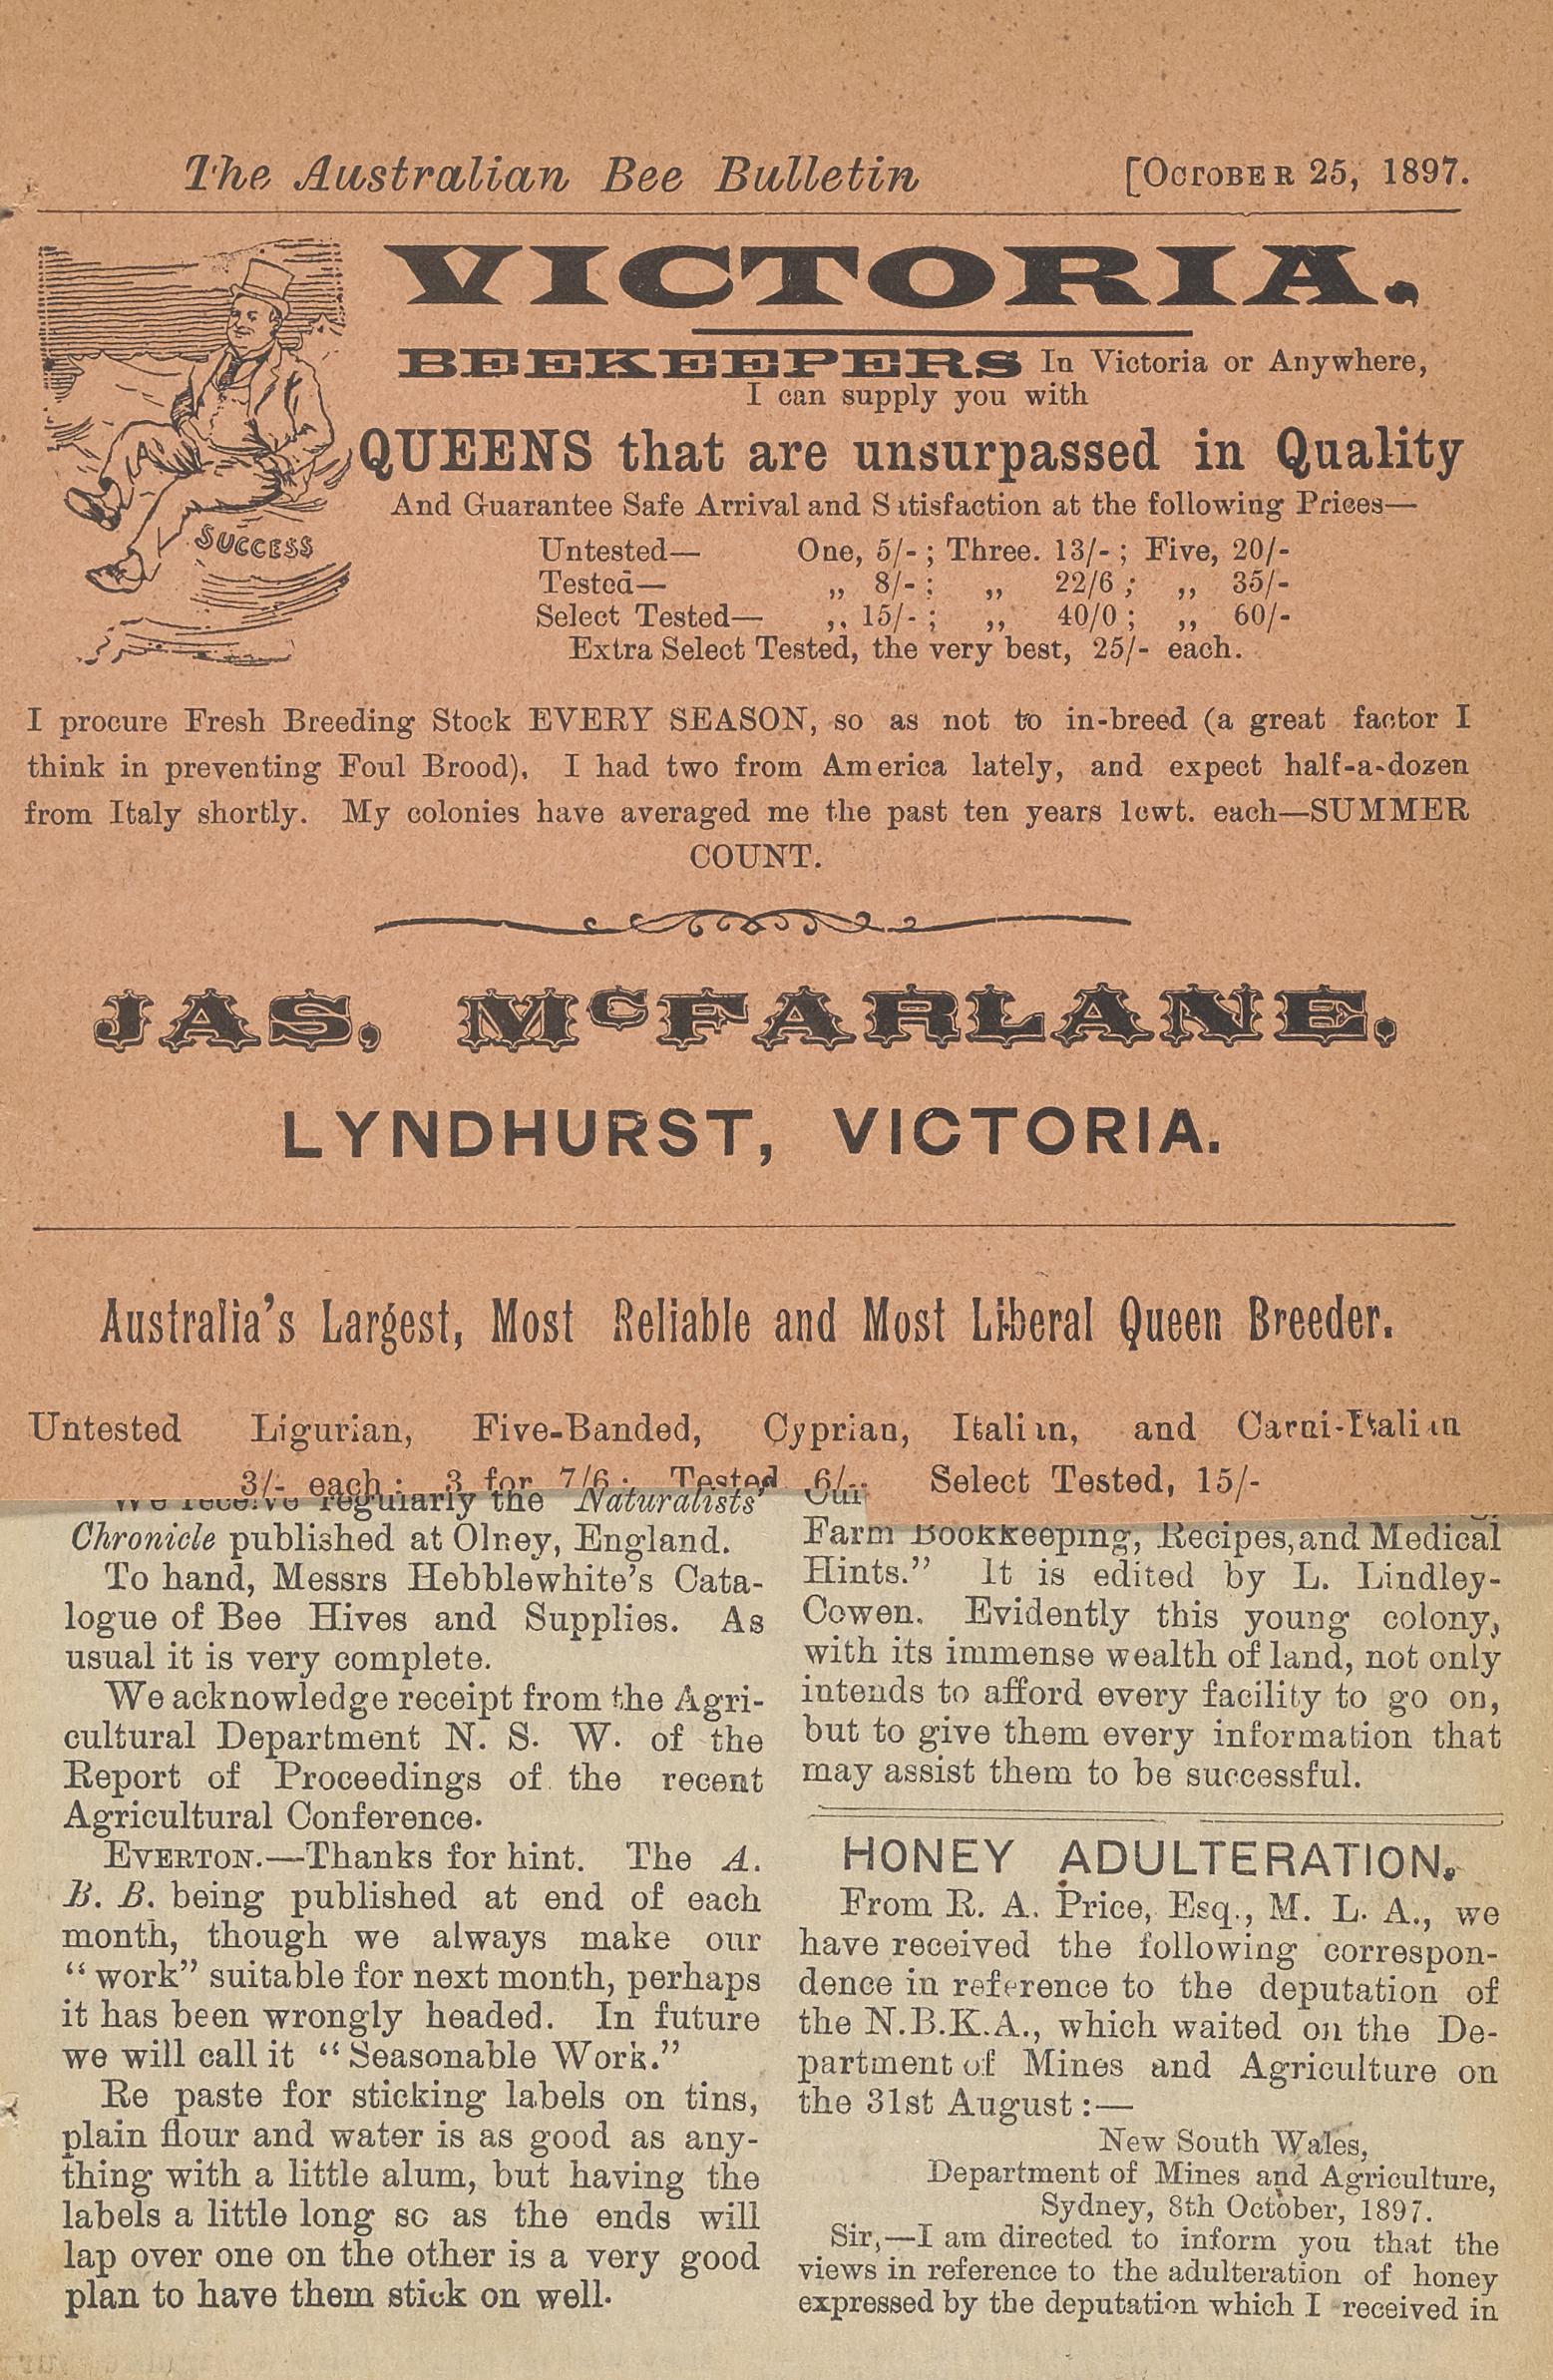 The Australian Bee Bulletin [OCTOBER 25, 1897.
VICTORIA.
BEEKEEPERS In Victoria or Anywhere,
I can supply you with
QUEENS that are unsurpassed in Quality
And Guarantee Safe Arrival and Satisfaction at the following Prices—
SUCCESS
Untested— One, 5/- ; Three. 13/- ; Five, 20/-
Tested— „ 8/- ; „ 22/6 ; „ 35/-
Select Tested— „ 15/- ; „ 40/0 ; „ 60/-
Extra Select Tested, the very best, 25/- each.
I procure Fresh Breeding Stock EVERY SEASON, so as not to in-breed (a great factor I
think in preventing Foul Brood), I had two from America lately, and expect half-a-dozen
from Italy shortly. My colonies have averaged me the past ten years 1cwt. each—SUMMER
COUNT.
JAS. McFARLANE.
LYNDHURST, VICTORIA.
Australia's Largest, Most Reliable and Most Liberal Queen Breeder.
Untested Ligurian, Five-Banded, Cyprian, Italian, and Carni-Italian
3/- each; 3 for 7/6; Tested 6/-. Select Tested, 15/-
We receive regularly the Naturalists'
Chronicle published at Olney, England.
To hand, Messrs Hebblewhite's Cata-
logue of Bee Hives and Supplies. As
usual it is very complete.
We acknowledge receipt from the Agri-
cultural Department N. S. W. of the
Report of Proceedings of the recent
Agricultural Conference.
EVERTON.—Thanks for hint. The A.
B. B. being published at end of each
month, though we always make our
“work” suitable for next month, perhaps
it has been wrongly headed. In future
we will call it “Seasonable Work.”
Re paste for sticking labels on tins,
plain flour and water is as good as any-
thing with a little alum, but having the
labels a little long so as the ends will
lap over one on the other is a very good
plan to have them stick on well.
Farm Bookkeeping, Recipes, and Medical
Hints.” It is edited by L. Lindley-
Cowen. Evidently this young colony,
with its immense wealth of land, not only
intends to afford every facility to go on,
but to give them every information that
may assist them to be successful.
HONEY ADULTERATION.
From R. A. Price, Esq., M. L. A., we
have received the following correspon-
dence in reference to the deputation of
the N.B.K.A., which waited on the De-
partment of Mines and Agriculture on
the 31st August :—
New South Wales,
Department of Mines and Agriculture,
Sydney, 8th October, 1897.
Sir,—I am directed to inform you that the
views in reference to the adulteration of honey
expressed by the deputation which I received in